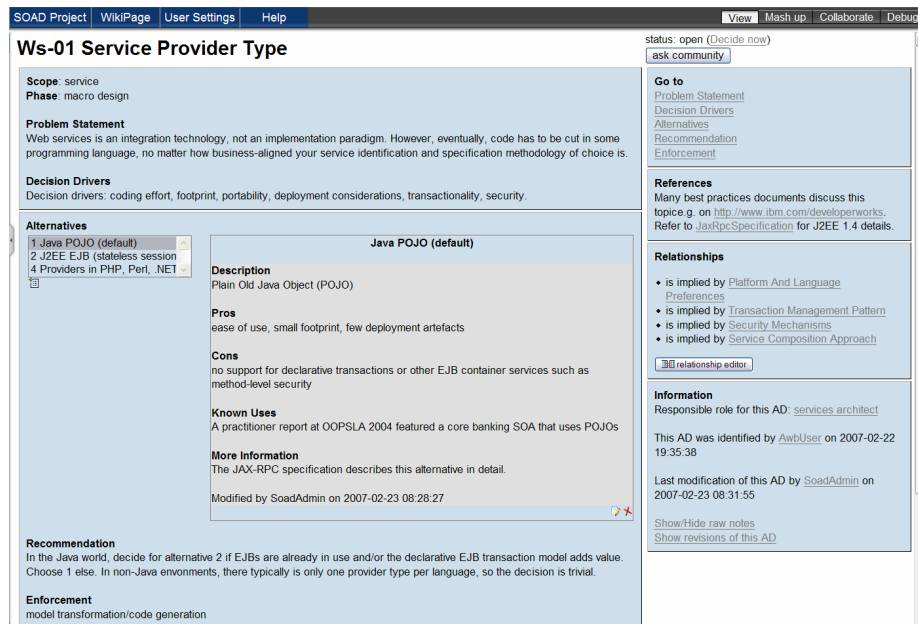 SOAD Project WikiPage User Settings Help
View Mash up Collaborate Debug
Ws-01 Service Provider Type
status: open (Decide now)
ask community
Scope: service
Phase: macro design
Problem Statement
Web services is an integration technology, not an implementation paradigm. However, eventually, code has to be cut in some
programming language, no matter how business-aligned your service identification and specification methodology of choice is.
Decision Drivers
Decision drivers: coding effort, footprint, portability, deployment considerations, transactionality, security.
Alternatives
1 Java POJO (default)
2 J2EE EJB (stateless session
4 Providers in PHP, Perl, .NET
Java POJO (default)
Description
Plain Old Java Object (POJO)
Pros
ease of use, small footprint, few deployment artefacts
Cons
no support for declarative transactions or other EJB container services such as
method-level security
Known Uses
A practitioner report at OOPSLA 2004 featured a core banking SOA that uses POJOs
More Information
The JAX-RPC specification describes this alternative in detail.
Modified by SoadAdmin on 2007-02-23 08:28:27
Recommendation
In the Java world, decide for alternative 2 if EJBs are already in use and/or the declarative EJB transaction model adds value.
Choose 1 else. In non-Java envonments, there typically is only one provider type per language, so the decision is trivial.
Enforcement
model transformation/code generation
Go to
Problem Statement
Decision Drivers
Alternatives
Recommendation
Enforcement
References
Many best practices documents discuss this
topice.g. on http://www.ibm.com/developerworks.
Refer to JaxRpcSpecification for J2EE 1.4 details.
Relationships
is implied by Platform And Language
Preferences
is implied by Transaction Management Pattern
is implied by Security Mechanisms
is implied by Service Composition Approach
relationship editor
Information
Responsible role for this AD: services architect
This AD was identified by AwbUser on 2007-02-22
19:35:38
Last modification of this AD by SoadAdmin on
2007-02-23 08:31:55
Show/Hide raw notes
Show revisions of this AD